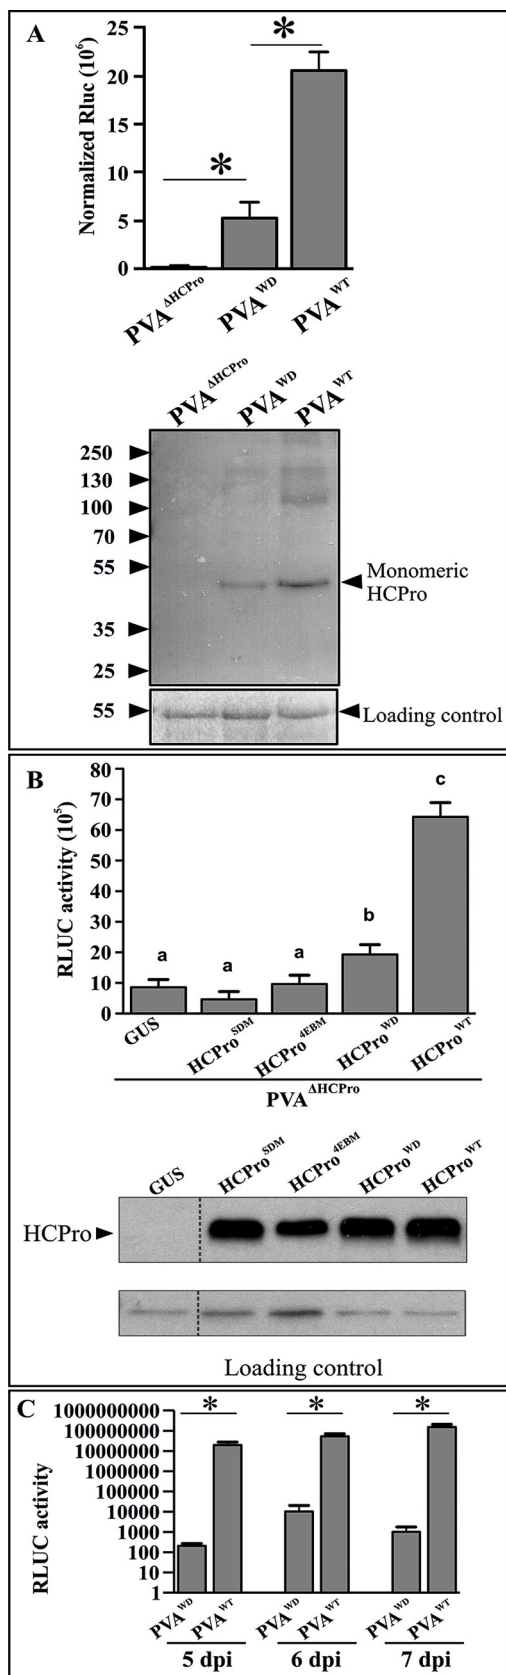 A
Normalized Rluc (10⁶)
25
20
15
10
5
0
*
*
PVA^ΔHCPro
PVA^WD
PVA^WT
PVA^ΔHCPro
PVA^WD
PVA^WT
250
130
100
70
55
35
25
Monomeric
HCPro
55
Loading control
B
RLUC activity (10⁵)
80
70
60
50
40
30
20
10
0
a
a
a
b
c
GUS
HCPro^SDM
HCPro^4EBM
HCPro^WD
HCPro^WT
PVA^ΔHCPro
GUS
HCPro^SDM
HCPro^4EBM
HCPro^WD
HCPro^WT
HCPro
Loading control
C
RLUC activity
1000000000
100000000
10000000
1000000
100000
10000
1000
100
10
1
*
*
*
PVA^WD
PVA^WT
PVA^WD
PVA^WT
PVA^WD
PVA^WT
5 dpi
6 dpi
7 dpi